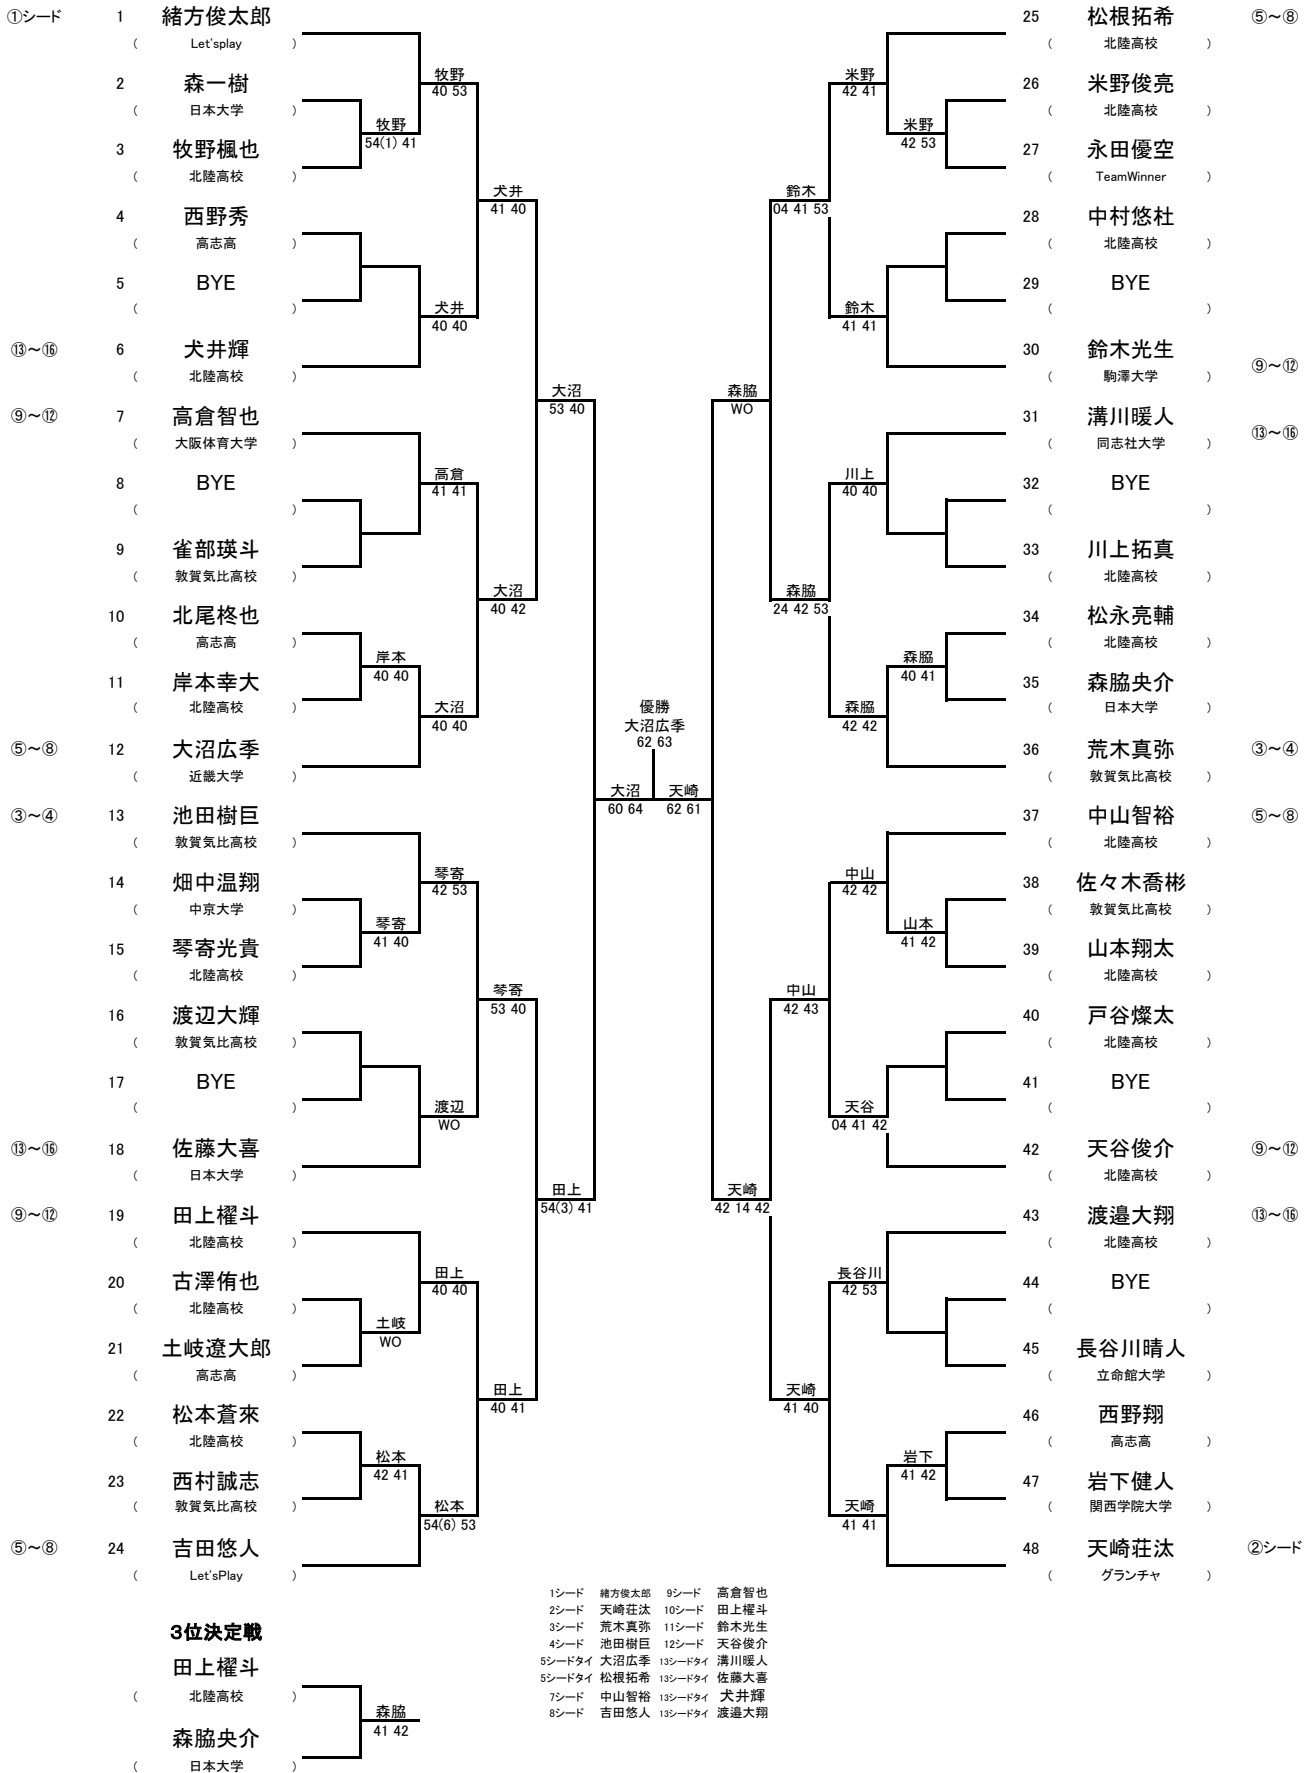 ①シード 1 緒方俊太郎
( Let'splay )
2 森一樹
( 日本大学 )
3 牧野楓也
( 北陸高校 )
4 西野秀
( 高志高 )
5 BYE
( )
⑬～⑯ 6 犬井輝
( 北陸高校 )
⑨～⑫ 7 高倉智也
( 大阪体育大学 )
8 BYE
( )
9 雀部瑛斗
( 敦賀気比高校 )
10 北尾柊也
( 高志高 )
11 岸本幸大
( 北陸高校 )
⑤～⑧ 12 大沼広季
( 近畿大学 )
③～④ 13 池田樹巨
( 敦賀気比高校 )
14 畑中温翔
( 中京大学 )
15 琴寄光貴
( 北陸高校 )
16 渡辺大輝
( 敦賀気比高校 )
17 BYE
( )
⑬～⑯ 18 佐藤大喜
( 日本大学 )
⑨～⑫ 19 田上櫂斗
( 北陸高校 )
20 古澤侑也
( 北陸高校 )
21 土岐遼大郎
( 高志高 )
22 松本蒼來
( 北陸高校 )
23 西村誠志
( 敦賀気比高校 )
⑤～⑧ 24 吉田悠人
( Let'sPlay )
牧野
54(1) 41
岸本
40 40
琴寄
41 40
土岐
WO
松本
42 41
牧野
40 53
犬井
40 40
高倉
41 41
大沼
40 40
琴寄
42 53
渡辺
WO
田上
40 40
松本
54(6) 53
犬井
41 40
大沼
40 42
琴寄
53 40
田上
40 41
大沼
53 40
田上
54(3) 41
大沼
60 64
優勝
大沼広季
62 63
天崎
62 61
森脇
WO
天崎
42 14 42
鈴木
04 41 53
森脇
24 42 53
中山
42 43
天崎
41 40
米野
42 41
鈴木
41 41
川上
40 40
森脇
42 42
中山
42 42
天谷
04 41 42
長谷川
42 53
天崎
41 41
米野
42 53
森脇
40 41
山本
41 42
岩下
41 42
25 松根拓希 ⑤～⑧
( 北陸高校 )
26 米野俊亮
( 北陸高校 )
27 永田優空
( TeamWinner )
28 中村悠杜
( 北陸高校 )
29 BYE
( )
30 鈴木光生 ⑨～⑫
( 駒澤大学 )
31 溝川暖人 ⑬～⑯
( 同志社大学 )
32 BYE
( )
33 川上拓真
( 北陸高校 )
34 松永亮輔
( 北陸高校 )
35 森脇央介
( 日本大学 )
36 荒木真弥 ③～④
( 敦賀気比高校 )
37 中山智裕 ⑤～⑧
( 北陸高校 )
38 佐々木喬彬
( 敦賀気比高校 )
39 山本翔太
( 北陸高校 )
40 戸谷燦太
( 北陸高校 )
41 BYE
( )
42 天谷俊介 ⑨～⑫
( 北陸高校 )
43 渡邉大翔 ⑬～⑯
( 北陸高校 )
44 BYE
( )
45 長谷川晴人
( 立命館大学 )
46 西野翔
( 高志高 )
47 岩下健人
( 関西学院大学 )
48 天崎荘汰 ②シード
( グランチャ )
1シード 緒方俊太郎 9シード 高倉智也
2シード 天崎荘汰 10シード 田上櫂斗
3シード 荒木真弥 11シード 鈴木光生
4シード 池田樹巨 12シード 天谷俊介
5シードタイ 大沼広季 13シードタイ 溝川暖人
5シードタイ 松根拓希 13シードタイ 佐藤大喜
7シード 中山智裕 13シードタイ 犬井輝
8シード 吉田悠人 13シードタイ 渡邉大翔
3位決定戦
田上櫂斗
( 北陸高校 )
森脇
41 42
森脇央介
( 日本大学 )